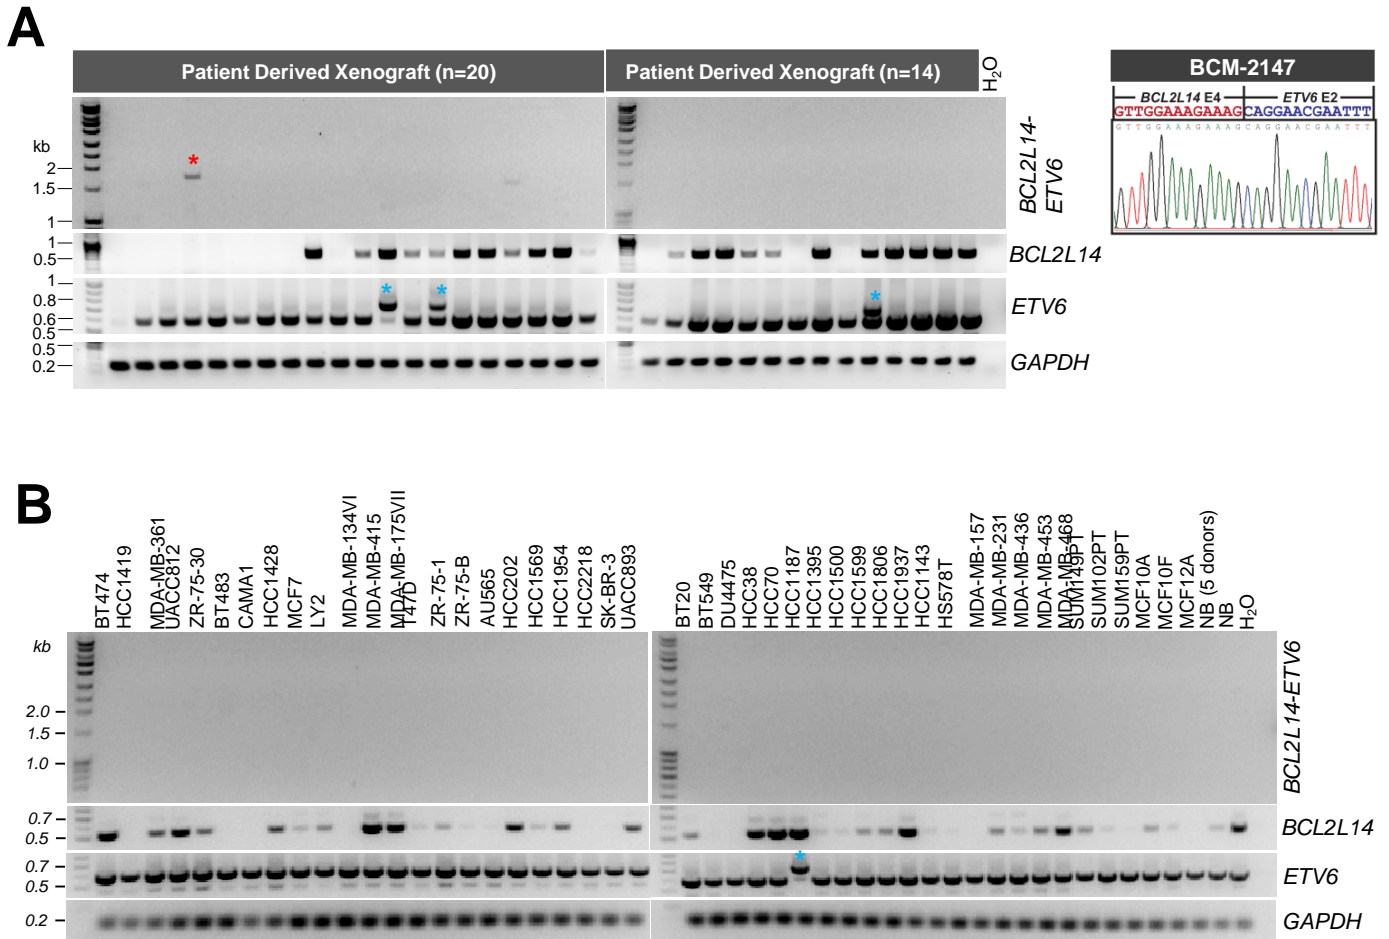 A
Patient Derived Xenograft (n=20)
Patient Derived Xenograft (n=14)
H2O
BCM-2147
BCL2L14 E4
ETV6 E2
GTTGGAAAGAAAGCAGGAACGAATTT
GTTGGAAAGAAAGCAGGAACGAATTT
kb
2
1.5
1
*
BCL2L14-
ETV6
1
0.5
BCL2L14
1
0.8
0.6
0.5
* * *
ETV6
0.2
GAPDH
B
BT474
HCC1419
MDA-MB-361
UACC812
ZR-75-30
BT483
CAMA1
HCC1428
MCF7
LY2
MDA-MB-134VI
MDA-MB-415
MDA-MB-175VII
T47D
ZR-75-1
ZR-75-B
AU565
HCC202
HCC1569
HCC1954
HCC2218
SK-BR-3
UACC893
BT20
BT549
DU4475
HCC38
HCC70
HCC1187
HCC1395
HCC1500
HCC1599
HCC1806
HCC1937
HCC1143
HS578T
MDA-MB-157
MDA-MB-231
MDA-MB-436
MDA-MB-453
MDA-MB-468
SUM149PT
SUM102PT
SUM159PT
MCF10A
MCF10F
MCF12A
NB (5 donors)
NB
H2O
kb
2.0
1.5
1.0
BCL2L14-ETV6
0.7
0.5
BCL2L14
0.7
0.5
*
ETV6
0.2
GAPDH